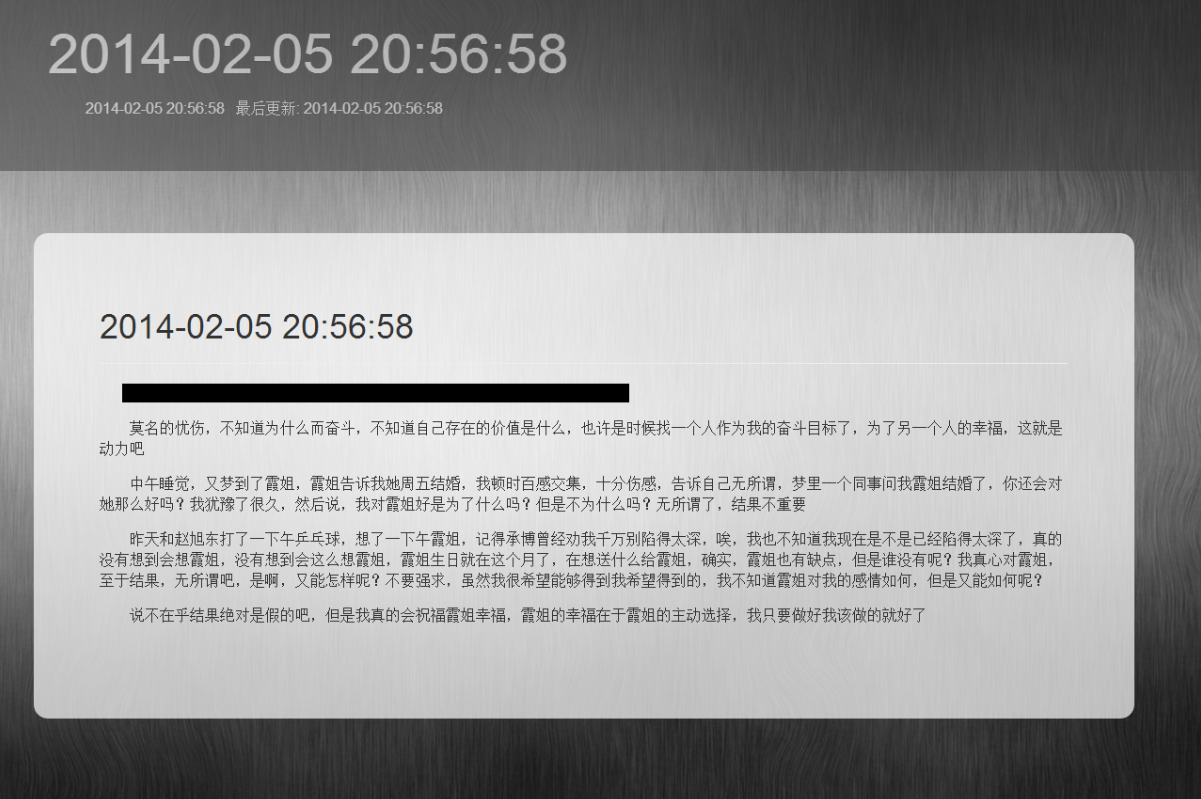 2014-02-05 20:56:58
2014-02-05 20:56:58 最后更新: 2014-02-05 20:56:58
2014-02-05 20:56:58
莫名的忧伤，不知道为什么而奋斗，不知道自己存在的价值是什么，也许是时候找一个人作为我的奋斗目标了，为了另一个人的幸福，这就是
动力吧
中午睡觉，又梦到了霞姐，霞姐告诉我她周五结婚，我顿时百感交集，十分伤感，告诉自己无所谓，梦里一个同事问我霞姐结婚了，你还会对
她那么好吗？我犹豫了很久，然后说，我对霞姐好是为了什么吗？但是不为什么吗？无所谓了，结果不重要
昨天和赵旭东打了一下午乒乓球，想了一下午霞姐，记得承博曾经劝我千万别陷得太深，唉，我也不知道我现在是不是已经陷得太深了，真的
没有想到会想霞姐，没有想到会这么想霞姐，霞姐生日就在这个月了，在想送什么给霞姐，确实，霞姐也有缺点，但是谁没有呢？我真心对霞姐，
至于结果，无所谓吧，是啊，又能怎样呢？不要强求，虽然我很希望能够得到我希望得到的，我不知道霞姐对我的感情如何，但是又能如何呢？
说不在乎结果绝对是假的吧，但是我真的会祝福霞姐幸福，霞姐的幸福在于霞姐的主动选择，我只要做好我该做的就好了